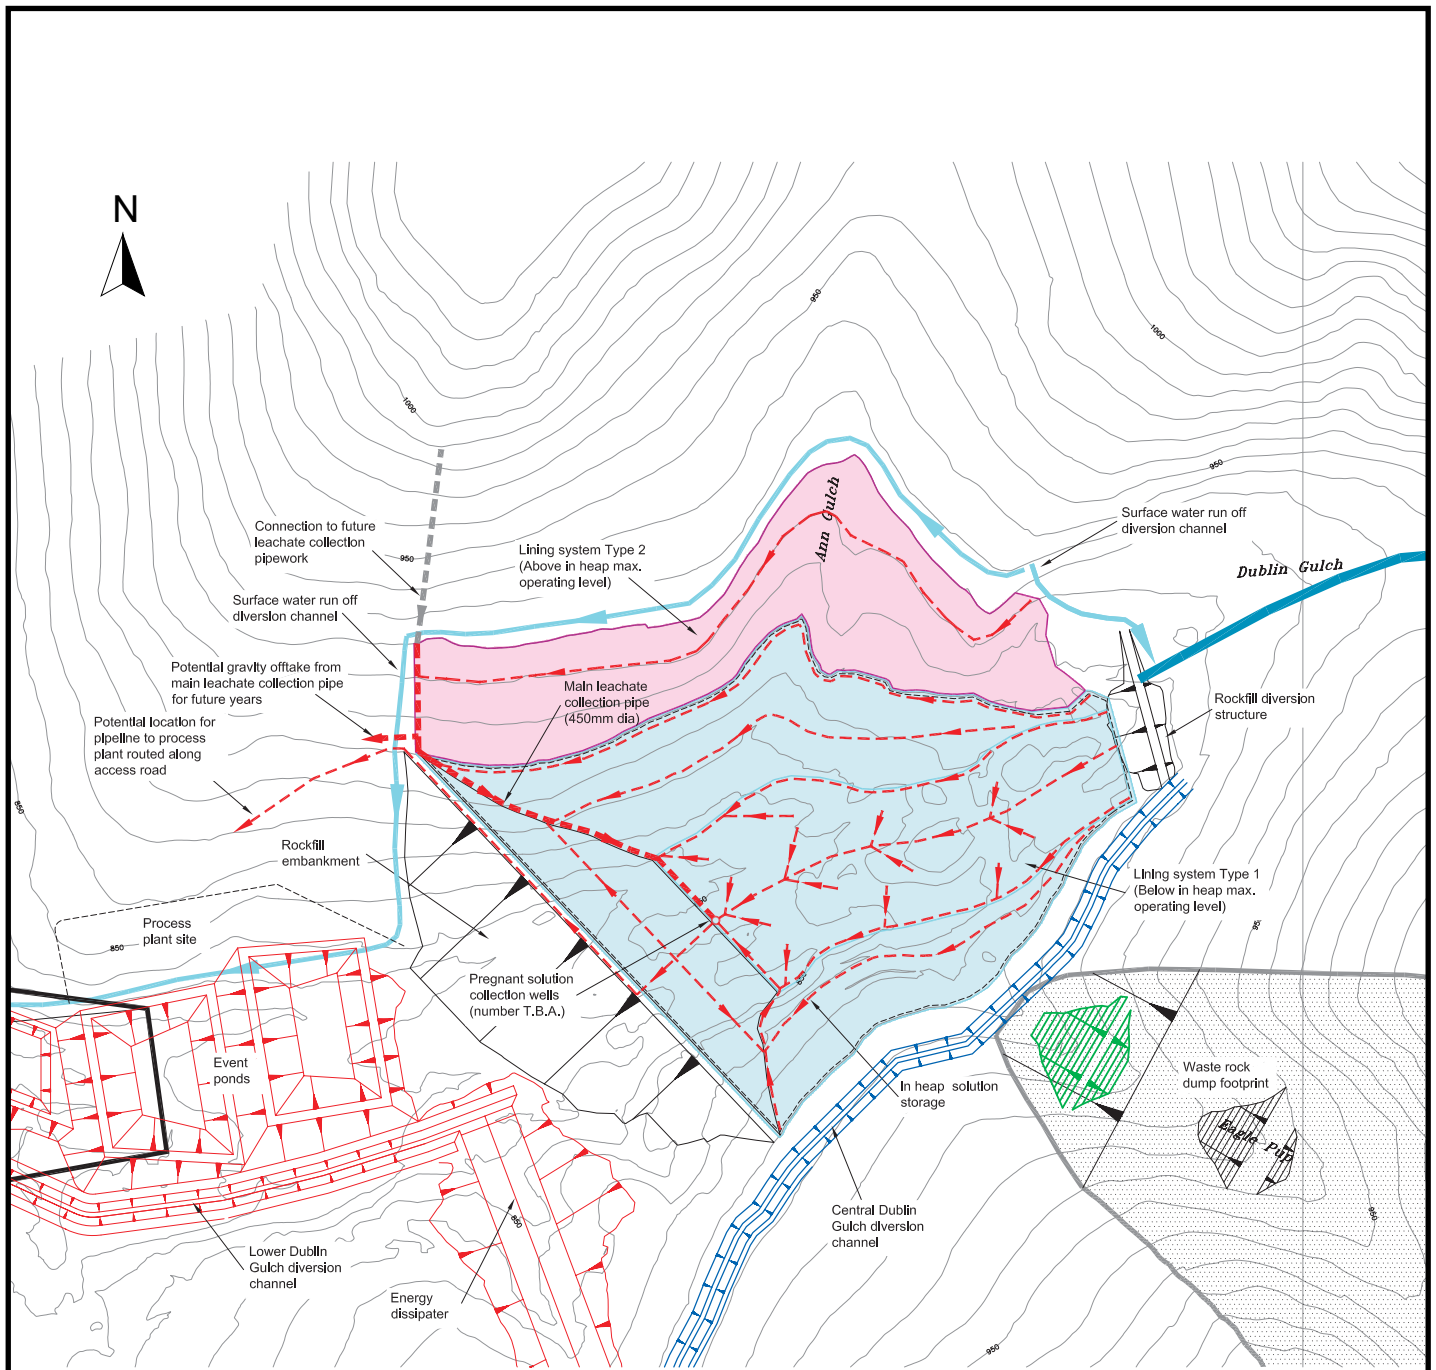 N
950
1000
1000
950
Ann Gulch
Connection to future
leachate collection
pipework
950
Lining system Type 2
(Above in heap max.
operating level)
Surface water run off
diversion channel
Dublin Gulch
Surface water run off
diversion channel
Potential gravity offtake from
main leachate collection pipe
for future years
Main leachate
collection pipe
(450mm dia)
Rockfill diversion
structure
Potential location for
pipeline to process
plant routed along
access road
850
Rockfill
embankment
Lining system Type 1
(Below in heap max.
operating level)
Process
plant site
850
Pregnant solution
collection wells
(number T.B.A.)
850
Event
ponds
In heap solution
storage
Waste rock
dump footprint
Eagle Pup
950
Central Dublin
Gulch diversion
channel
850
Lower Dublin
Gulch diversion
channel
Energy
dissipater
950